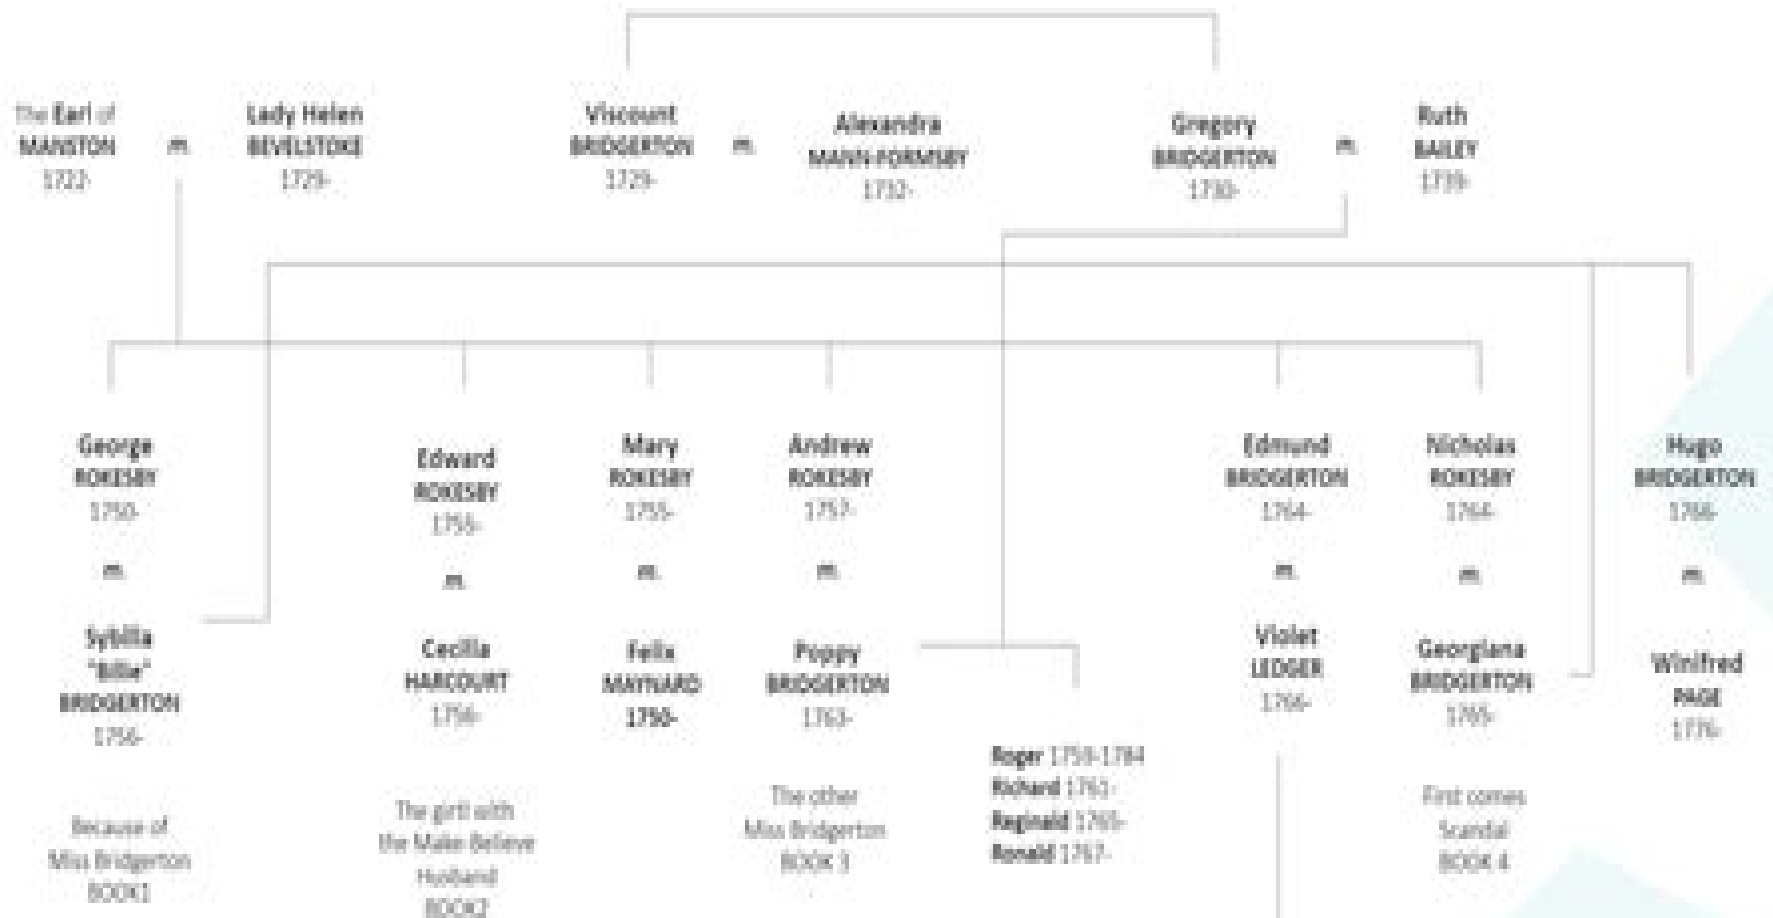 The Earl of
MANSTON
1722-
m.
Lady Helen
BEVELSTOKE
1729-
Viscount
BRIDGERTON
1729-
m.
Alexandra
MANN-FORMSBY
1732-
Gregory
BRIDGERTON
1730-
m.
Ruth
BAILEY
1739-
George
ROKESBY
1750-
m.
Sybilla
"Billie"
BRIDGERTON
1756-
Because of
Miss Bridgerton
BOOK1
Edward
ROKESBY
1755-
m.
Cecilia
HARCOURT
1756-
The girtl with
the Make-Believe
Husband
BOOK2
Mary
ROKESBY
1755-
m.
Felix
MAYNARD
1750-
Andrew
ROKESBY
1757-
m.
Poppy
BRIDGERTON
1763-
The other
Miss Bridgerton
BOOK 3
Roger 1759-1784
Richard 1761-
Reginald 1765-
Ronald 1767-
Edmund
BRIDGERTON
1764-
m.
Violet
LEDGER
1766-
Nicholas
ROKESBY
1764-
m.
Georgiana
BRIDGERTON
1765-
First comes
Scandal
BOOK 4
Hugo
BRIDGERTON
1766-
m.
Winifred
PAGE
1776-